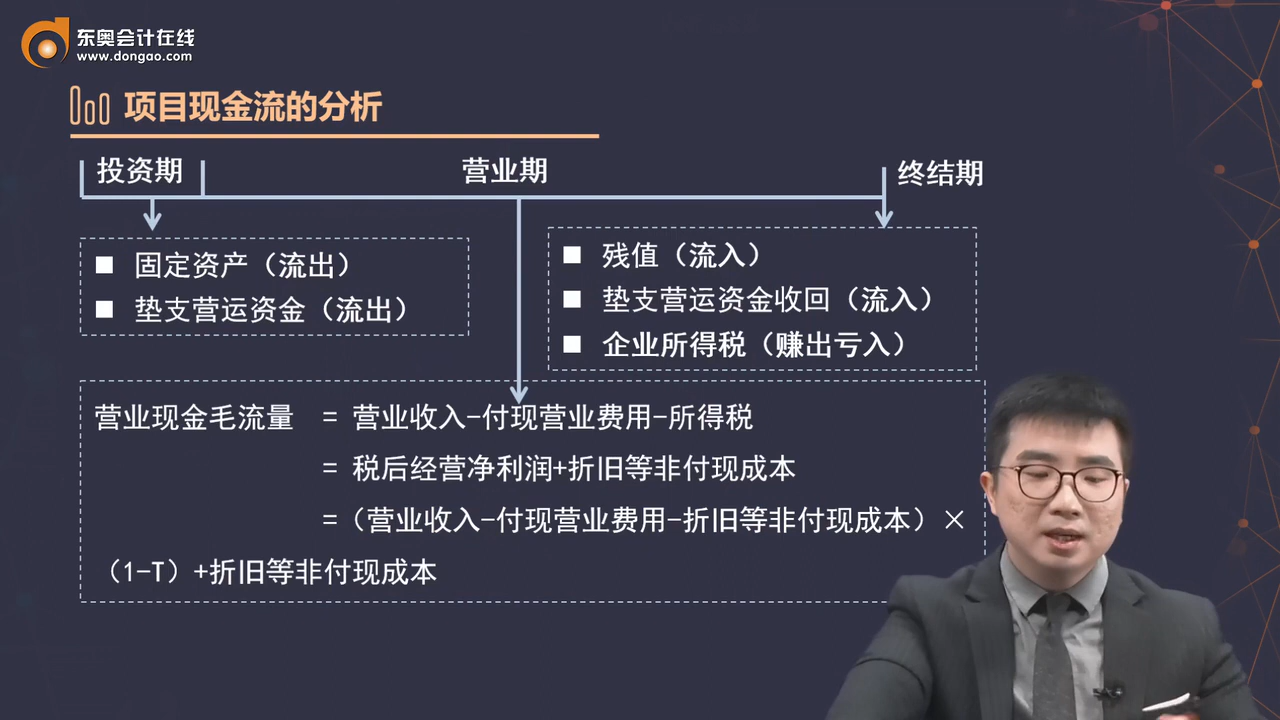 东奥会计在线
www.dongao.com
项目现金流的分析
投资期
营业期
终结期
固定资产（流出）
垫支营运资金（流出）
残值（流入）
垫支营运资金收回（流入）
企业所得税（赚出亏入）
营业现金毛流量 = 营业收入-付现营业费用-所得税
= 税后经营净利润+折旧等非付现成本
=（营业收入-付现营业费用-折旧等非付现成本）×
（1-T）+折旧等非付现成本